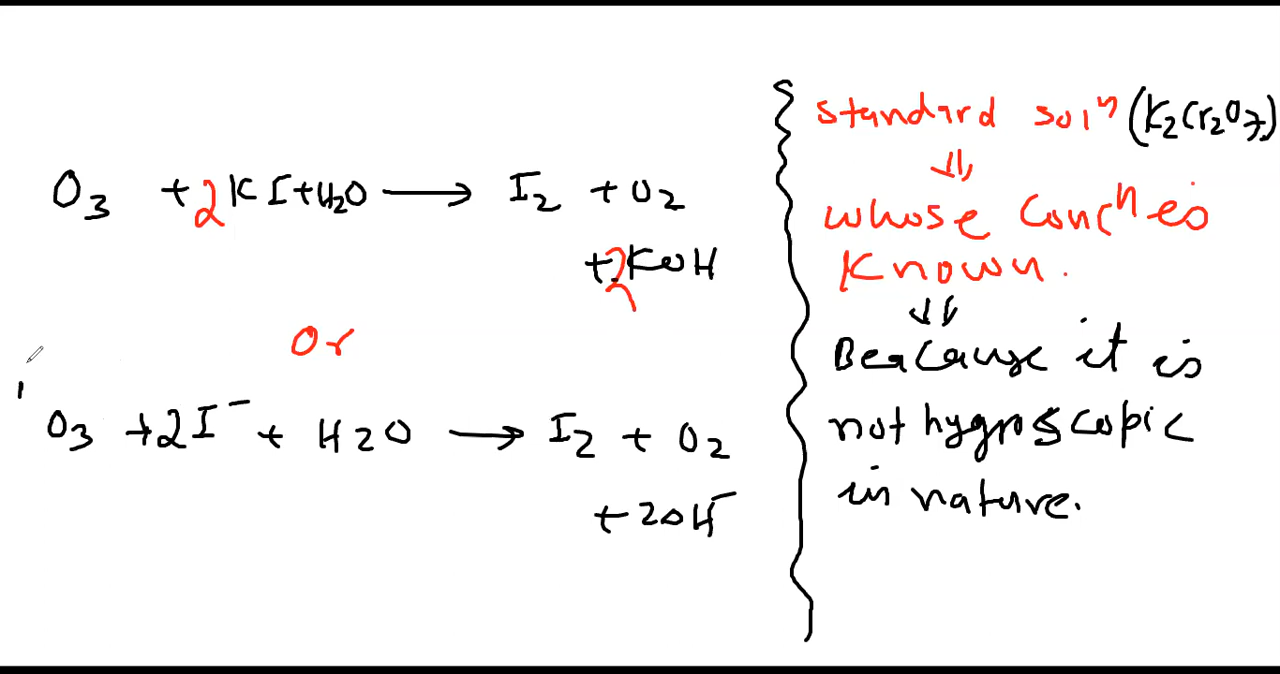 O3 + 2KI + H2O → I2 + O2
+ 2KOH
Or
O3 + 2I⁻ + H2O → I2 + O2
+ 2OH⁻
standard solⁿ (K2Cr2O7)
⇓
whose Concⁿ is
Known.
⇓
Beacause it is
not hygroscopic
in nature.